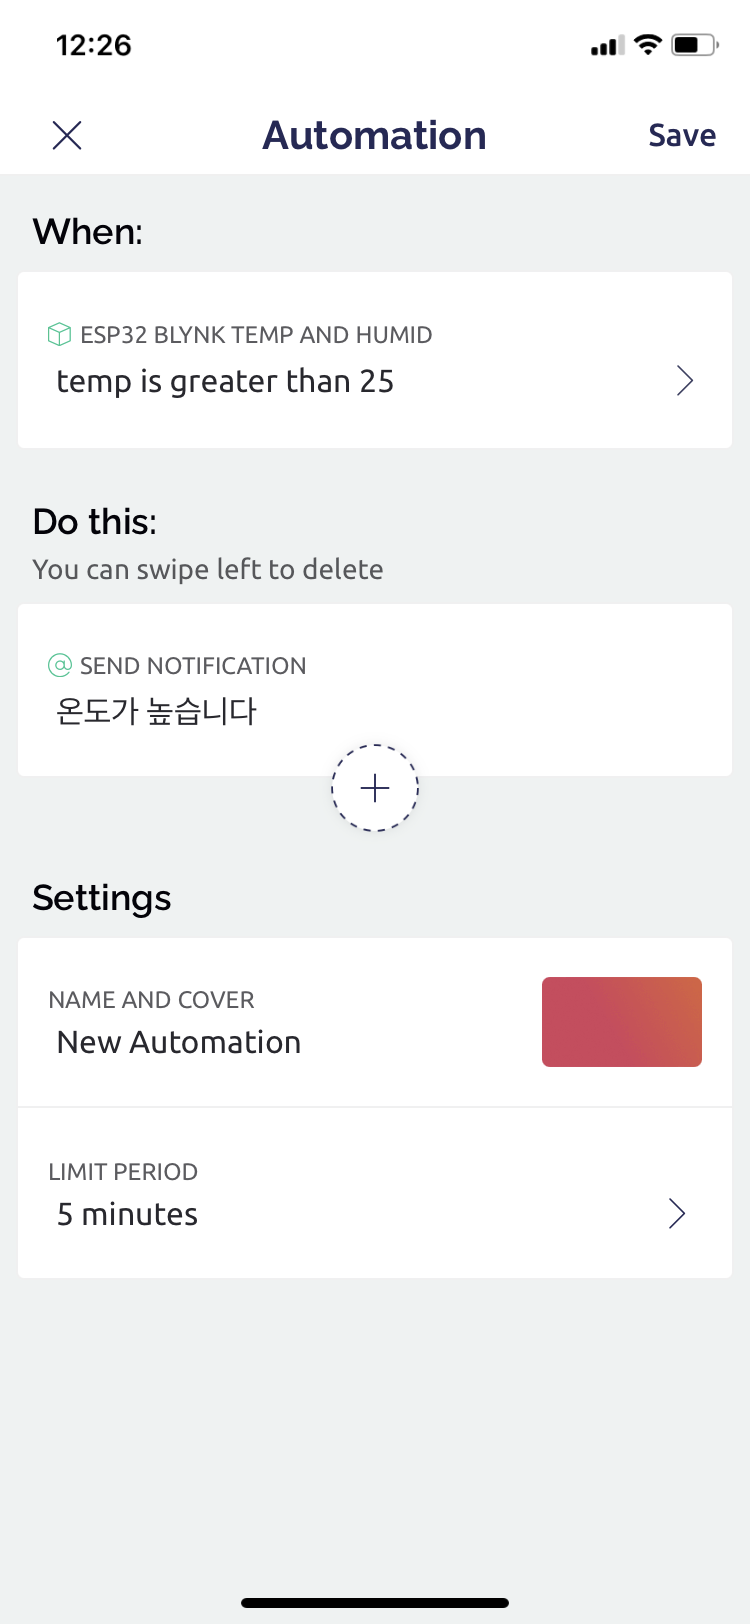 12:26
Automation
Save
When:
ESP32 BLYNK TEMP AND HUMID
temp is greater than 25
Do this:
You can swipe left to delete
SEND NOTIFICATION
온도가 높습니다
Settings
NAME AND COVER
New Automation
LIMIT PERIOD
5 minutes